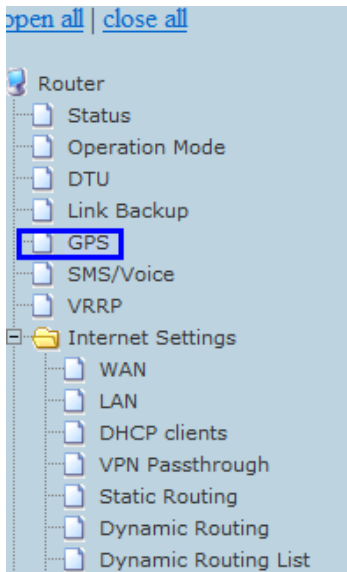 open all | close all
Router
Status
Operation Mode
DTU
Link Backup
GPS
SMS/Voice
VRRP
Internet Settings
WAN
LAN
DHCP clients
VPN Passthrough
Static Routing
Dynamic Routing
Dynamic Routing List